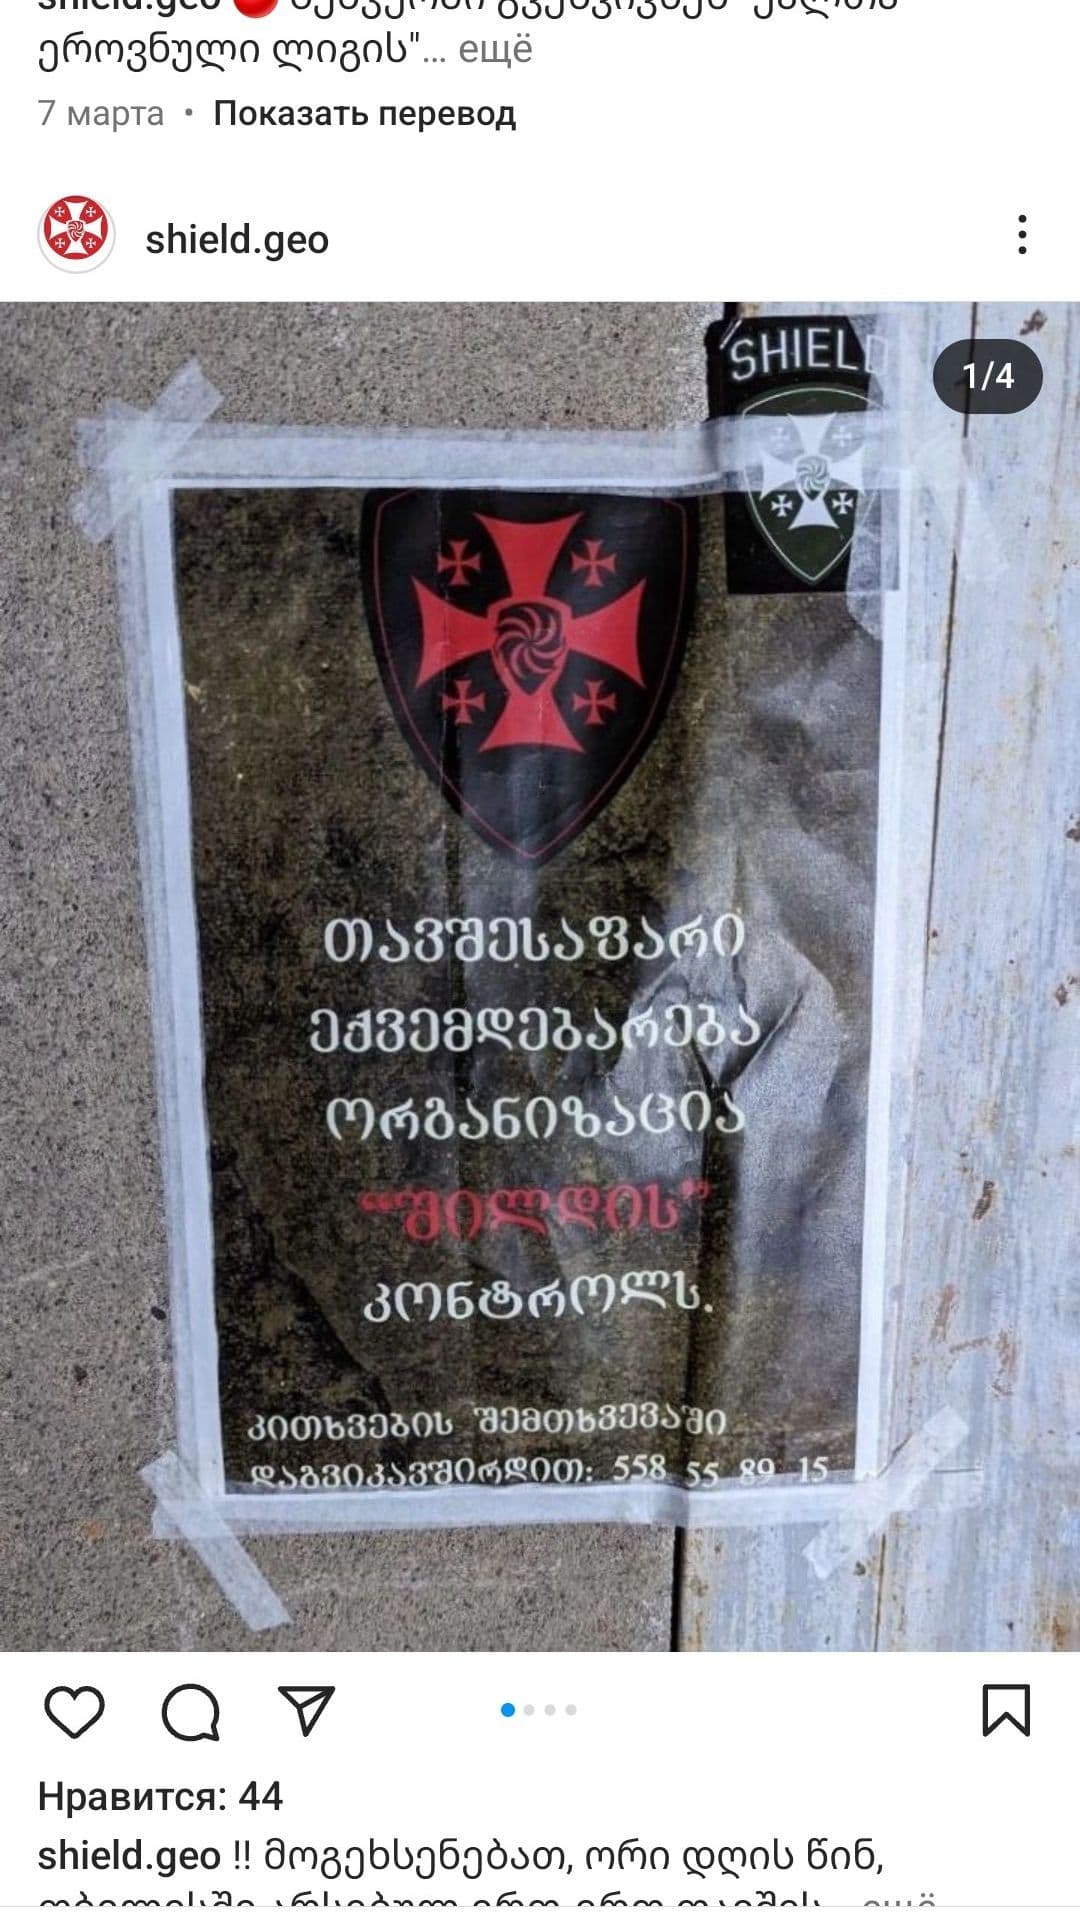 ეროვნული ლიგის"... ещё
7 марта • Показать перевод
shield.geo
SHIEL
1/4
თავშესაფარი
ექვემდებარება
ორგანიზაცია
“შილდის”
კონტროლს.
კითხვების შემთხვევაში
დაგვიკავშირდით: 558 55 89 15
Нравится: 44
shield.geo !! მოგეხსენებათ, ორი დღის წინ,